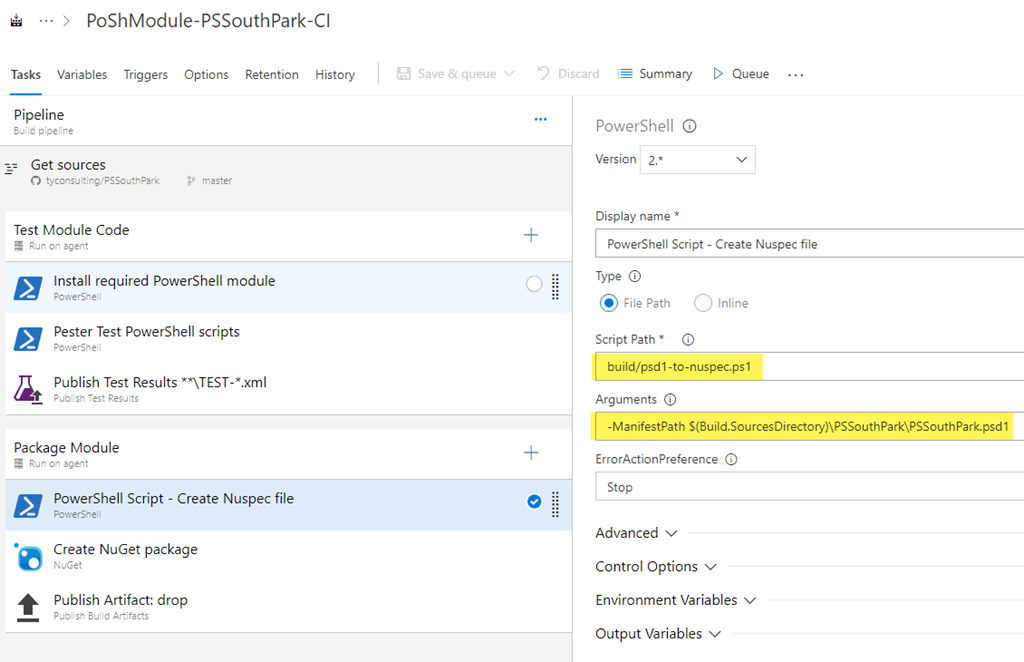 PoShModule-PSSouthPark-CI
Tasks Variables Triggers Options Retention History Save & queue Discard Summary Queue ...
Pipeline
Build pipeline
Get sources
tyconsulting/PSSouthPark master
Test Module Code
Run on agent
Install required PowerShell module
PowerShell
Pester Test PowerShell scripts
PowerShell
Publish Test Results **\TEST-*.xml
Publish Test Results
Package Module
Run on agent
PowerShell Script - Create Nuspec file
PowerShell
Create NuGet package
NuGet
Publish Artifact: drop
Publish Build Artifacts
PowerShell
Version 2.*
Display name *
PowerShell Script - Create Nuspec file
Type
File Path Inline
Script Path *
build/psd1-to-nuspec.ps1
Arguments
-ManifestPath $(Build.SourcesDirectory)\PSSouthPark\PSSouthPark.psd1
ErrorActionPreference
Stop
Advanced
Control Options
Environment Variables
Output Variables